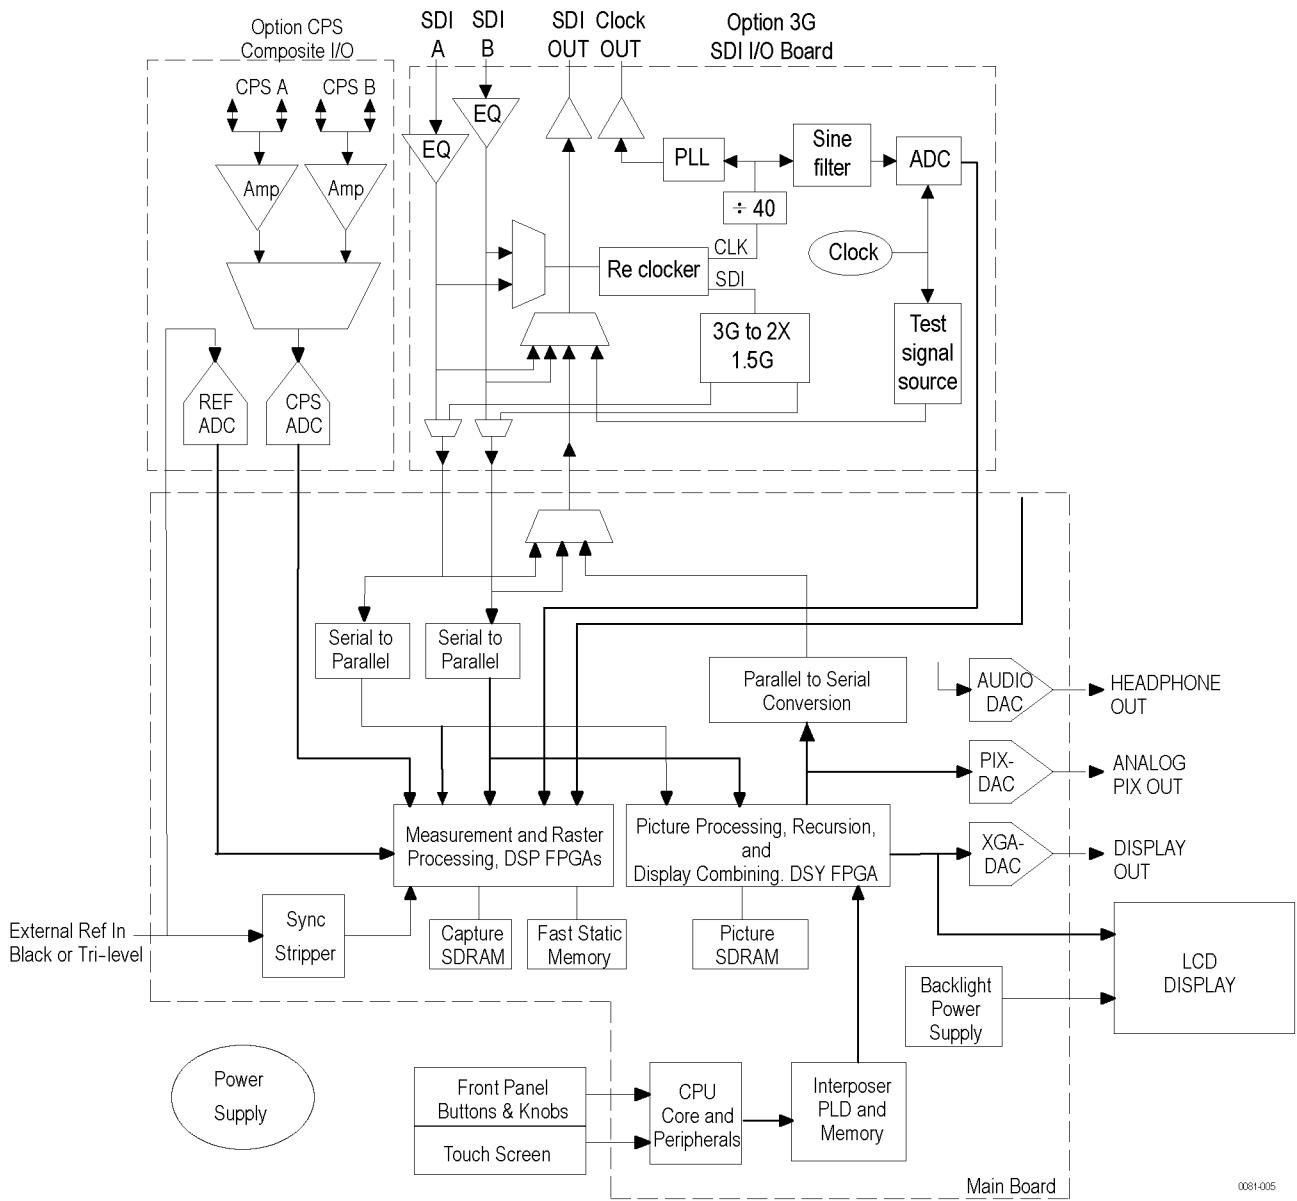 Option CPS
Composite I/O
SDI
A
SDI
B
SDI
OUT
Clock
OUT
Option 3G
SDI I/O Board
CPS A
CPS B
EQ
EQ
Amp
Amp
PLL
Sine
filter
ADC
÷ 40
Clock
CLK
Re clocker
SDI
3G to 2X
1.5G
Test
signal
source
REF
ADC
CPS
ADC
Serial to
Parallel
Serial to
Parallel
Parallel to Serial
Conversion
AUDIO
DAC
HEADPHONE
OUT
PIX-
DAC
ANALOG
PIX OUT
Measurement and Raster
Processing, DSP FPGAs
Picture Processing, Recursion,
and
Display Combining. DSY FPGA
XGA-
DAC
DISPLAY
OUT
External Ref In
Black or Tri-level
Sync
Stripper
Capture
SDRAM
Fast Static
Memory
Picture
SDRAM
LCD
DISPLAY
Backlight
Power
Supply
Power
Supply
Front Panel
Buttons & Knobs
Touch Screen
CPU
Core and
Peripherals
Interposer
PLD and
Memory
Main Board
0081-005